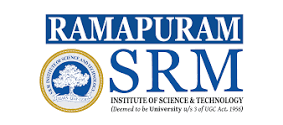 RAMAPURAM
SRM
INSTITUTE OF SCIENCE & TECHNOLOGY
(Deemed to be University u/s 3 of UGC Act, 1956)